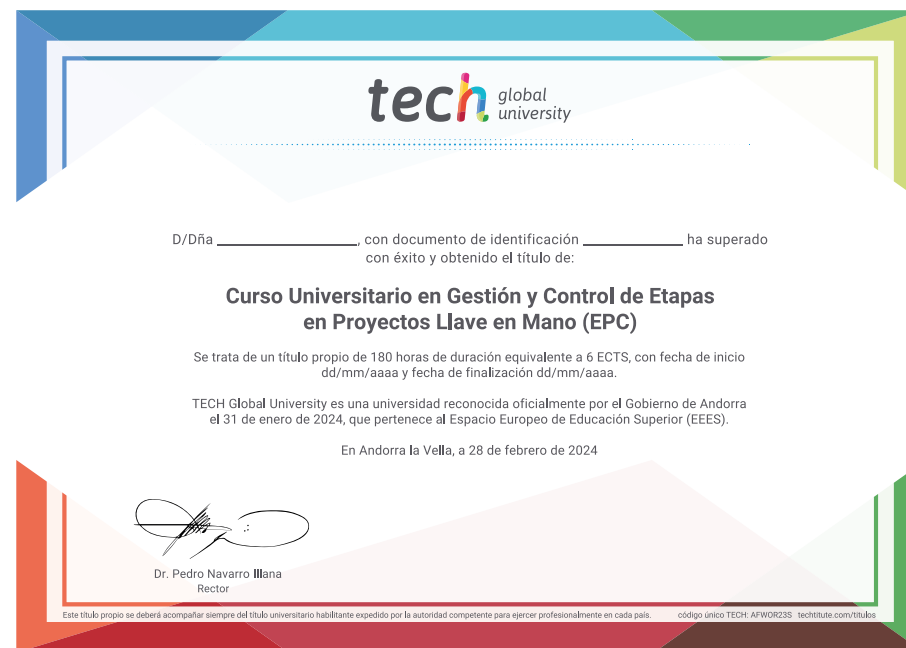 tech global university
D/Dña ________________, con documento de identificación ____________ ha superado
con éxito y obtenido el título de:
Curso Universitario en Gestión y Control de Etapas
en Proyectos Llave en Mano (EPC)
Se trata de un título propio de 180 horas de duración equivalente a 6 ECTS, con fecha de inicio
dd/mm/aaaa y fecha de finalización dd/mm/aaaa.
TECH Global University es una universidad reconocida oficialmente por el Gobierno de Andorra
el 31 de enero de 2024, que pertenece al Espacio Europeo de Educación Superior (EEES).
En Andorra la Vella, a 28 de febrero de 2024
Dr. Pedro Navarro Illana
Rector
Este título propio se deberá acompañar siempre del título universitario habilitante expedido por la autoridad competente para ejercer profesionalmente en cada país. código único TECH: AFWOR23S techtitute.com/titulos